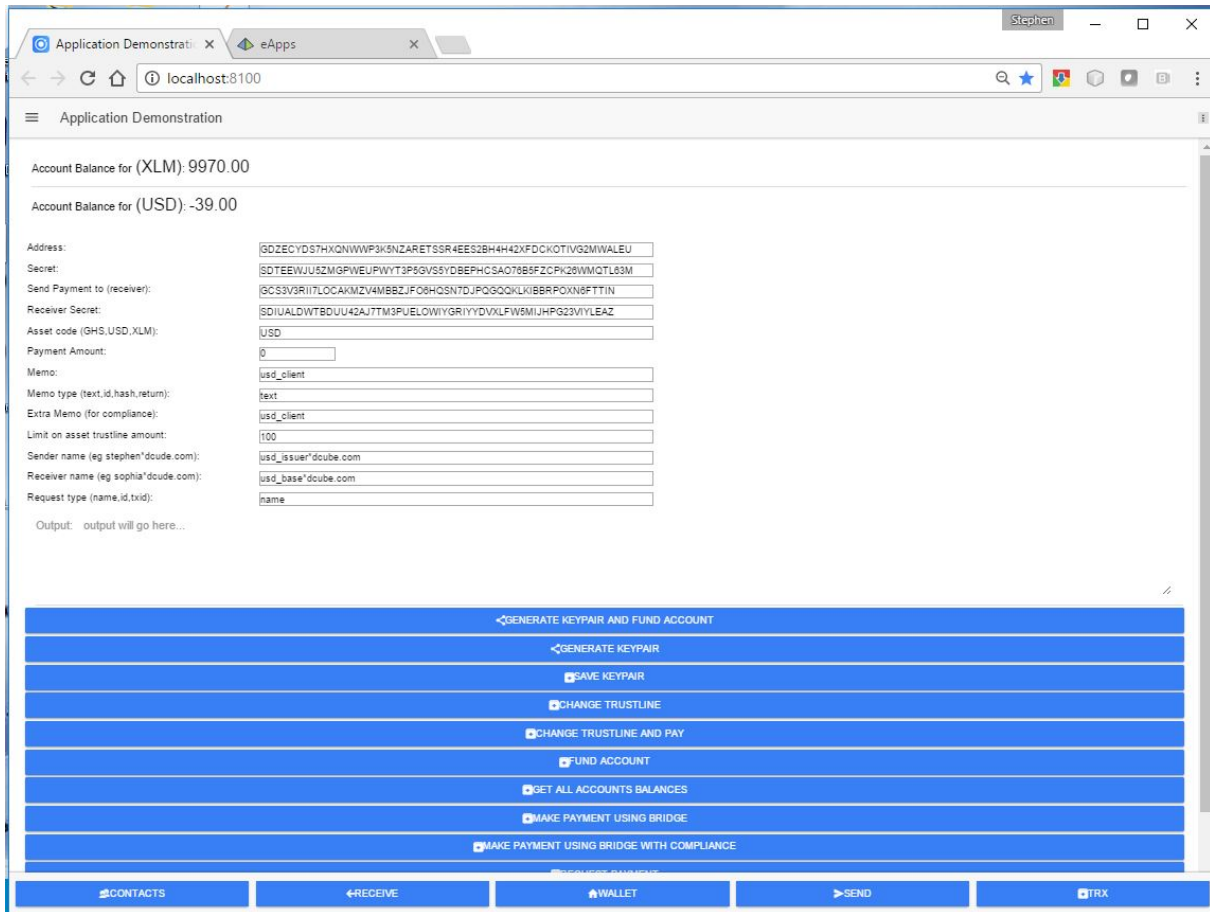 Stephen
Application Demonstrati
eApps
localhost:8100
Application Demonstration
Account Balance for (XLM): 9970.00
Account Balance for (USD): -39.00
Address: GDZECYDS7HXQNWWP3K5NZARETSSR4EES2BH4H42XFDCKOTIVG2MWALEU
Secret: SDTEEWJU5ZMGPWEUPWYT3P5GVS5YDBEPHCSAO76B5FZCPK26WMQTL63M
Send Payment to (receiver): GCS3V3RII7LOCAKMZV4MBBZJFO6HQSN7DJPQGQQKLKIBBRPOXN6FTTIN
Receiver Secret: SDIUALDWTBDUU42AJ7TM3PUELOWIYGRIYYDVXLFW5MIJHPG23VIYLEAZ
Asset code (GHS,USD,XLM): USD
Payment Amount: 0
Memo: usd_client
Memo type (text,id,hash,return): text
Extra Memo (for compliance): usd_client
Limit on asset trustline amount: 100
Sender name (eg stephen*dcude.com): usd_issuer*dcube.com
Receiver name (eg sophia*dcude.com): usd_base*dcube.com
Request type (name,id,txid): name
Output: output will go here...
GENERATE KEYPAIR AND FUND ACCOUNT
GENERATE KEYPAIR
SAVE KEYPAIR
CHANGE TRUSTLINE
CHANGE TRUSTLINE AND PAY
FUND ACCOUNT
GET ALL ACCOUNTS BALANCES
MAKE PAYMENT USING BRIDGE
MAKE PAYMENT USING BRIDGE WITH COMPLIANCE
REQUEST PAYMENT
CONTACTS RECEIVE WALLET SEND TRX